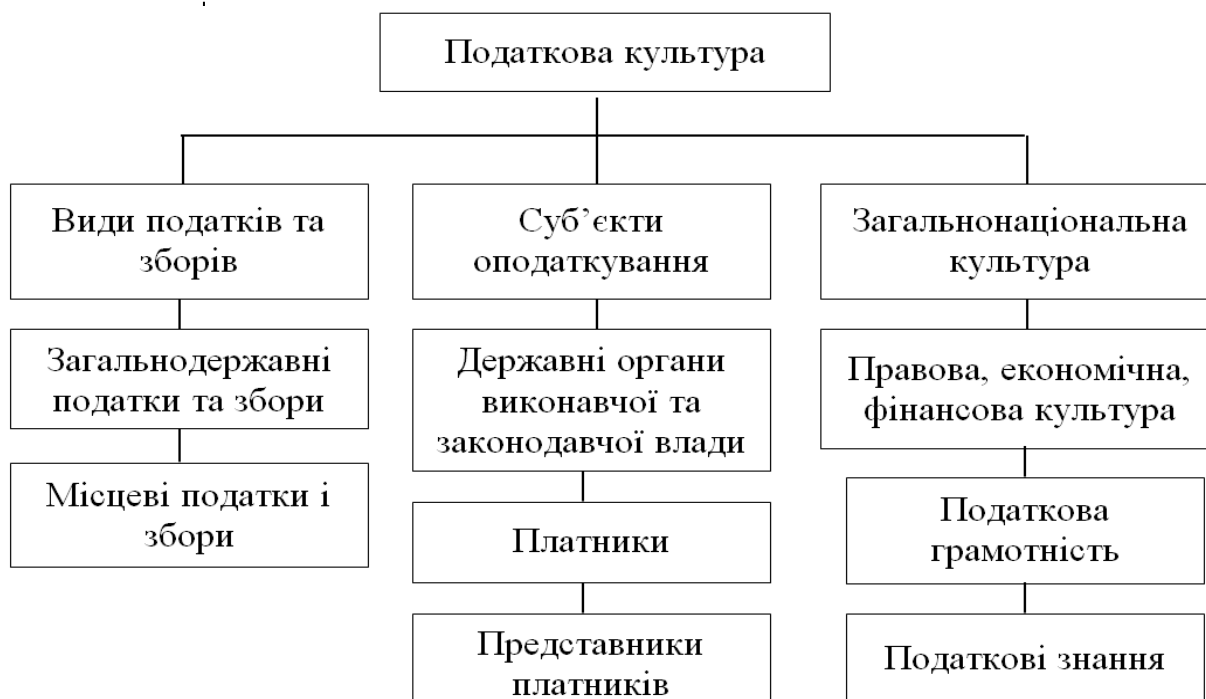 Податкова культура
Види податків та
зборів
Загальнодержавні
податки та збори
Місцеві податки і
збори
Суб’єкти
оподаткування
Державні органи
виконавчої та
законодавчої влади
Платники
Представники
платників
Загальнонаціональна
культура
Правова, економічна,
фінансова культура
Податкова
грамотність
Податкові знання